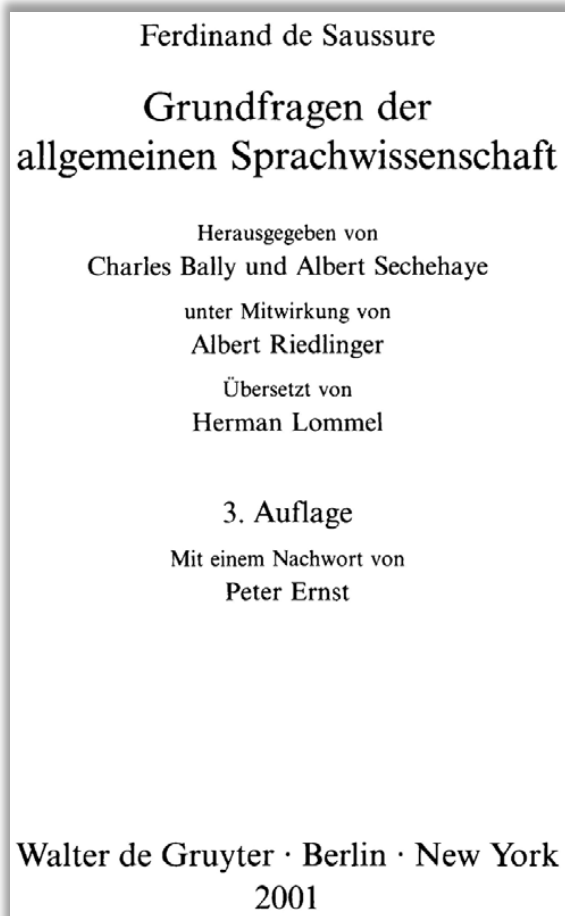 Ferdinand de Saussure
Grundfragen der
allgemeinen Sprachwissenschaft
Herausgegeben von
Charles Bally und Albert Sechehaye
unter Mitwirkung von
Albert Riedlinger
Übersetzt von
Herman Lommel
3. Auflage
Mit einem Nachwort von
Peter Ernst
Walter de Gruyter · Berlin · New York
2001